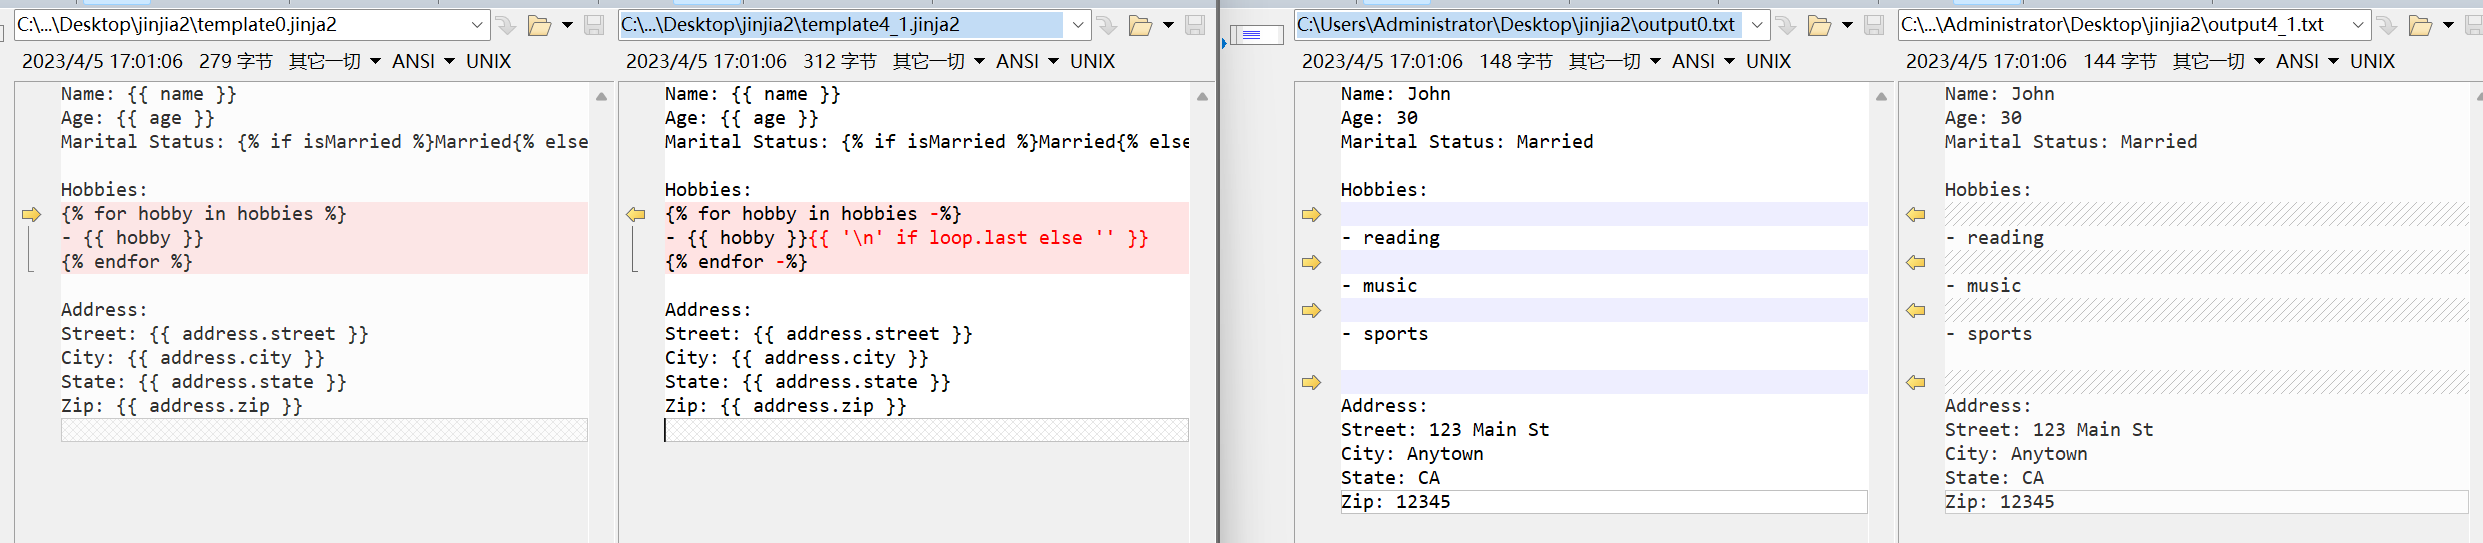 C:\...\Desktop\jinjia2\template0.jinja2
2023/4/5 17:01:06 279 字节 其它一切 ANSI UNIX
Name: {{ name }}
Age: {{ age }}
Marital Status: {% if isMarried %}Married{% else
Hobbies:
{% for hobby in hobbies %}
- {{ hobby }}
{% endfor %}
Address:
Street: {{ address.street }}
City: {{ address.city }}
State: {{ address.state }}
Zip: {{ address.zip }}
C:\...\Desktop\jinjia2\template4_1.jinja2
2023/4/5 17:01:06 312 字节 其它一切 ANSI UNIX
Name: {{ name }}
Age: {{ age }}
Marital Status: {% if isMarried %}Married{% else
Hobbies:
{% for hobby in hobbies -%}
- {{ hobby }}{{ '\n' if loop.last else '' }}
{% endfor -%}
Address:
Street: {{ address.street }}
City: {{ address.city }}
State: {{ address.state }}
Zip: {{ address.zip }}
C:\Users\Administrator\Desktop\jinjia2\output0.txt
2023/4/5 17:01:06 148 字节 其它一切 ANSI UNIX
Name: John
Age: 30
Marital Status: Married
Hobbies:
- reading
- music
- sports
Address:
Street: 123 Main St
City: Anytown
State: CA
Zip: 12345
C:\...\Administrator\Desktop\jinjia2\output4_1.txt
2023/4/5 17:01:06 144 字节 其它一切 ANSI UNIX
Name: John
Age: 30
Marital Status: Married
Hobbies:
- reading
- music
- sports
Address:
Street: 123 Main St
City: Anytown
State: CA
Zip: 12345